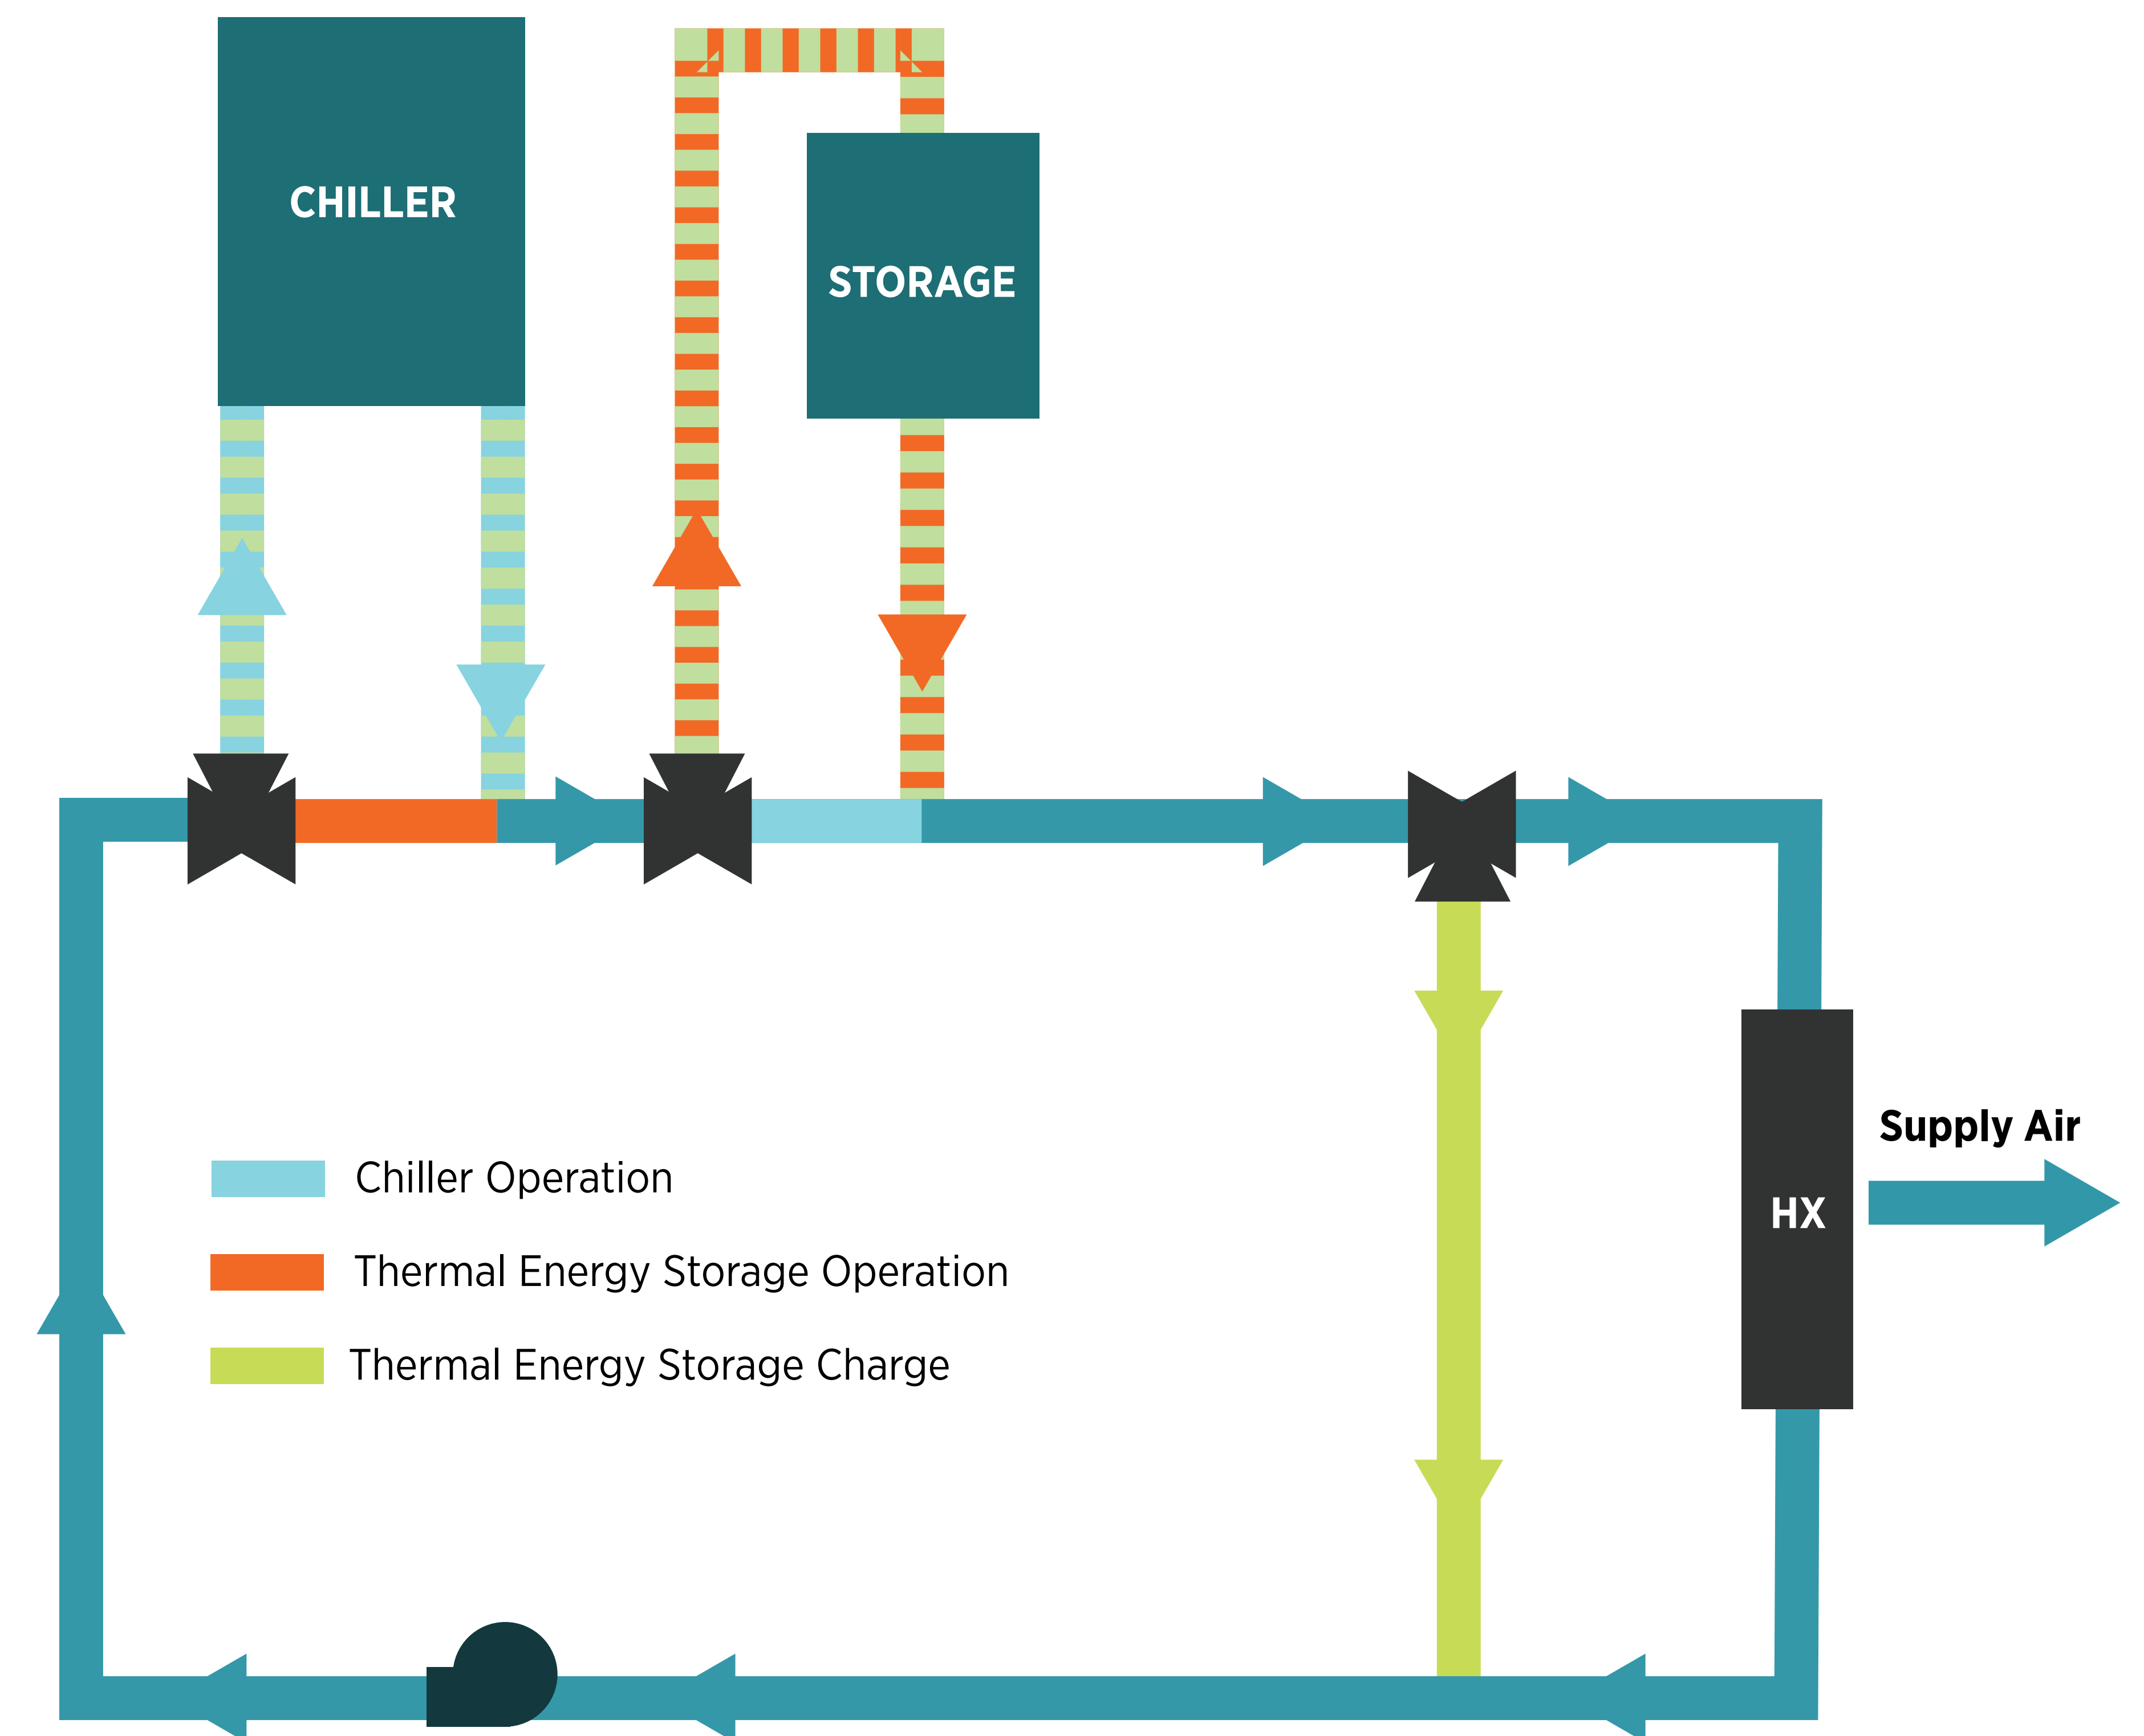 CHILLER
STORAGE
Supply Air
HX
Chiller Operation
Thermal Energy Storage Operation
Thermal Energy Storage Charge